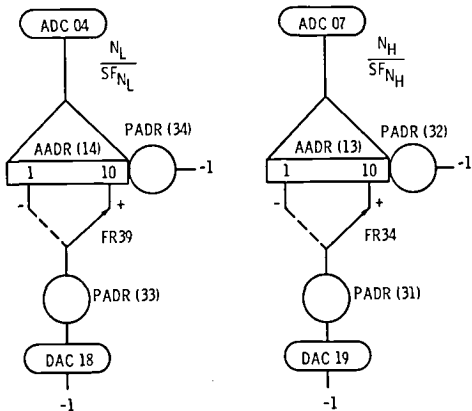 ADC 04
N_L
SF_N_L
PADR (34)
AADR (14)
1 10
-1
- +
FR39
PADR (33)
DAC 18
-1
ADC 07
N_H
SF_N_H
PADR (32)
AADR (13)
1 10
-1
- +
FR34
PADR (31)
DAC 19
-1